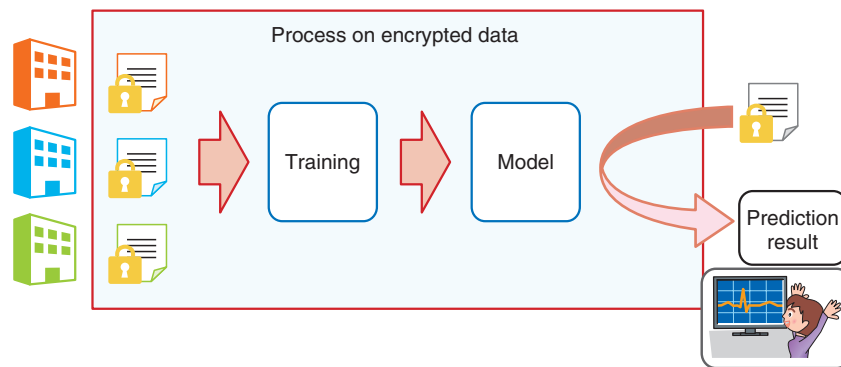 Process on encrypted data
Training
Model
Prediction
result